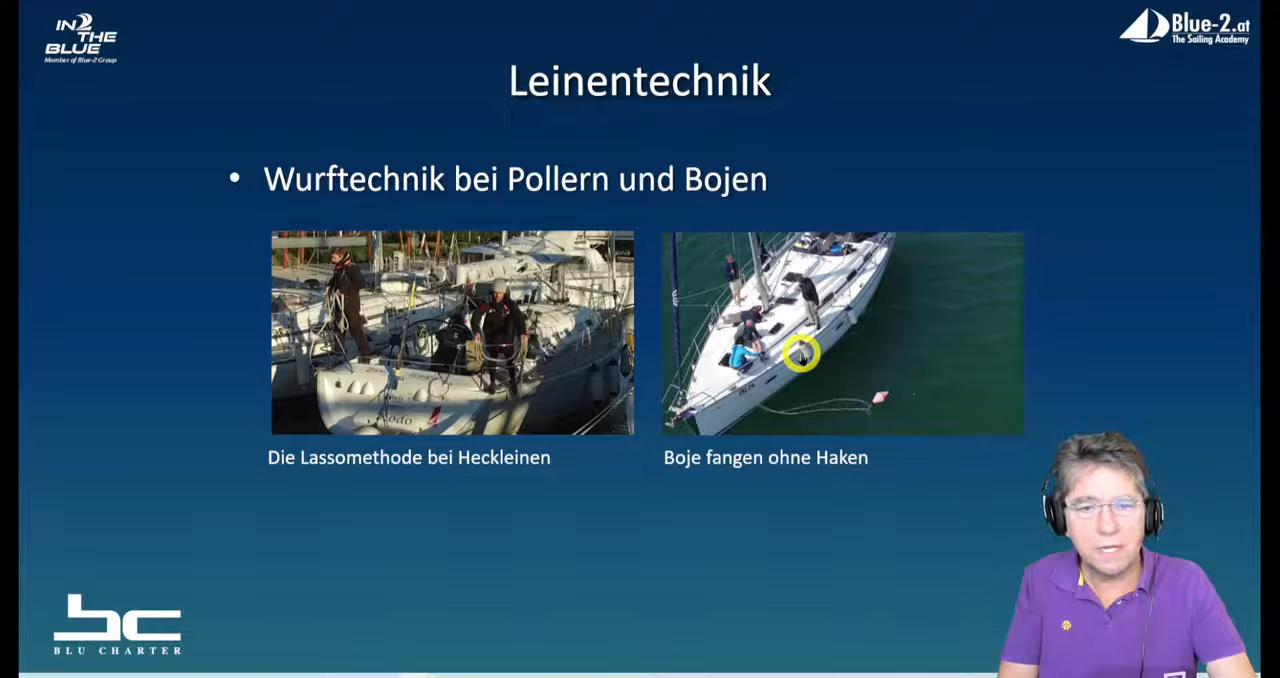 IN2
THE
BLUE
Member of Blue-2 Group
Blue-2.at
The Sailing Academy
Leinentechnik
• Wurftechnik bei Pollern und Bojen
Die Lassomethode bei Heckleinen
Boje fangen ohne Haken
bc
BLU CHARTER